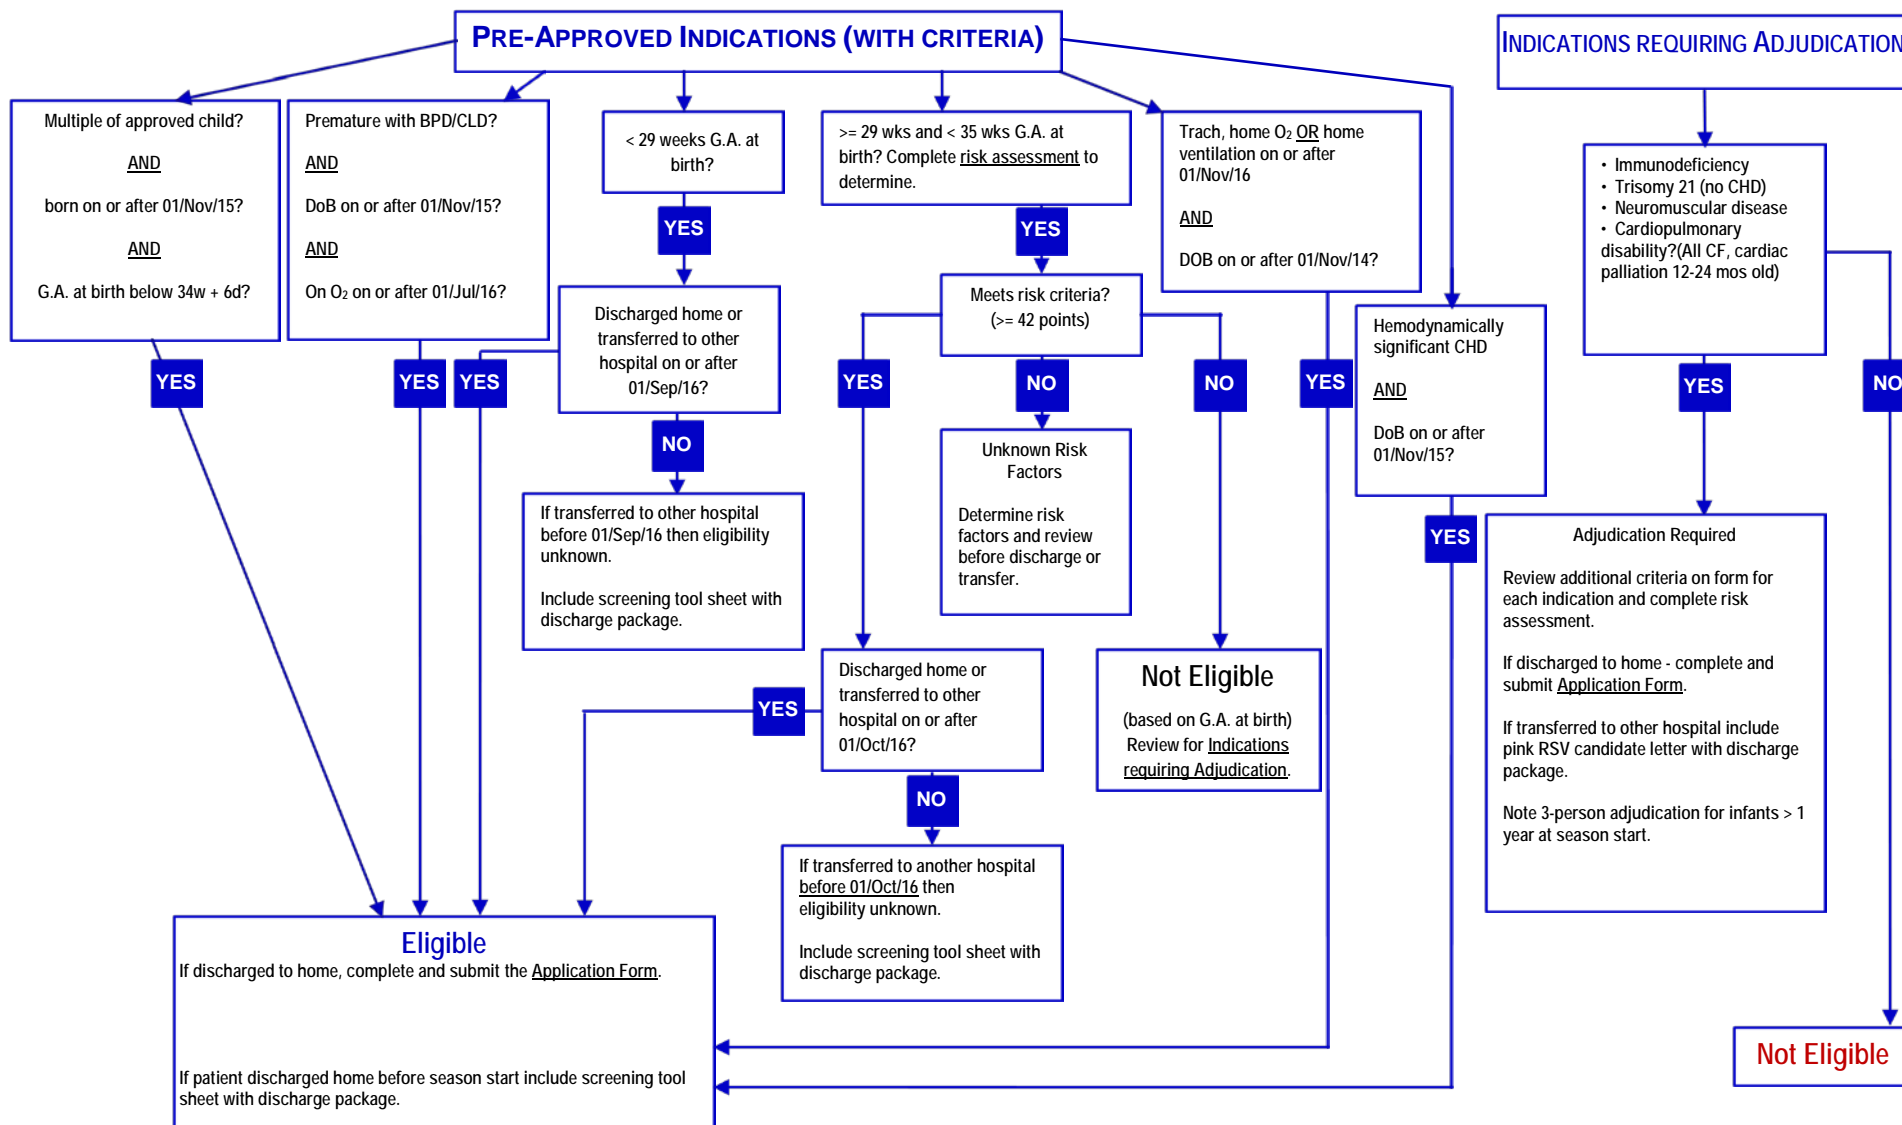 PRE-APPROVED INDICATIONS (WITH CRITERIA)
INDICATIONS REQUIRING ADJUDICATION
Multiple of approved child?
AND
born on or after 01/Nov/15?
AND
G.A. at birth below 34w + 6d?
YES
Premature with BPD/CLD?
AND
DoB on or after 01/Nov/15?
AND
On O2 on or after 01/Jul/16?
YES
< 29 weeks G.A. at
birth?
YES
Discharged home or
transferred to other
hospital on or after
01/Sep/16?
YES
NO
If transferred to other hospital
before 01/Sep/16 then eligibility
unknown.
Include screening tool sheet with
discharge package.
>= 29 wks and < 35 wks G.A. at
birth? Complete risk assessment to
determine.
YES
Meets risk criteria?
(>= 42 points)
YES
NO
NO
Unknown Risk
Factors
Determine risk
factors and review
before discharge or
transfer.
Discharged home or
transferred to other
hospital on or after
01/Oct/16?
YES
NO
If transferred to another hospital
before 01/Oct/16 then
eligibility unknown.
Include screening tool sheet with
discharge package.
Not Eligible
(based on G.A. at birth)
Review for Indications
requiring Adjudication.
Trach, home O2 OR home
ventilation on or after
01/Nov/16
AND
DOB on or after 01/Nov/14?
YES
Hemodynamically
significant CHD
AND
DoB on or after
01/Nov/15?
YES
• Immunodeficiency
• Trisomy 21 (no CHD)
• Neuromuscular disease
• Cardiopulmonary
disability?(All CF, cardiac
palliation 12-24 mos old)
YES
NO
Adjudication Required
Review additional criteria on form for
each indication and complete risk
assessment.
If discharged to home - complete and
submit Application Form.
If transferred to other hospital include
pink RSV candidate letter with discharge
package.
Note 3-person adjudication for infants > 1
year at season start.
Not Eligible
Eligible
If discharged to home, complete and submit the Application Form.
If patient discharged home before season start include screening tool
sheet with discharge package.